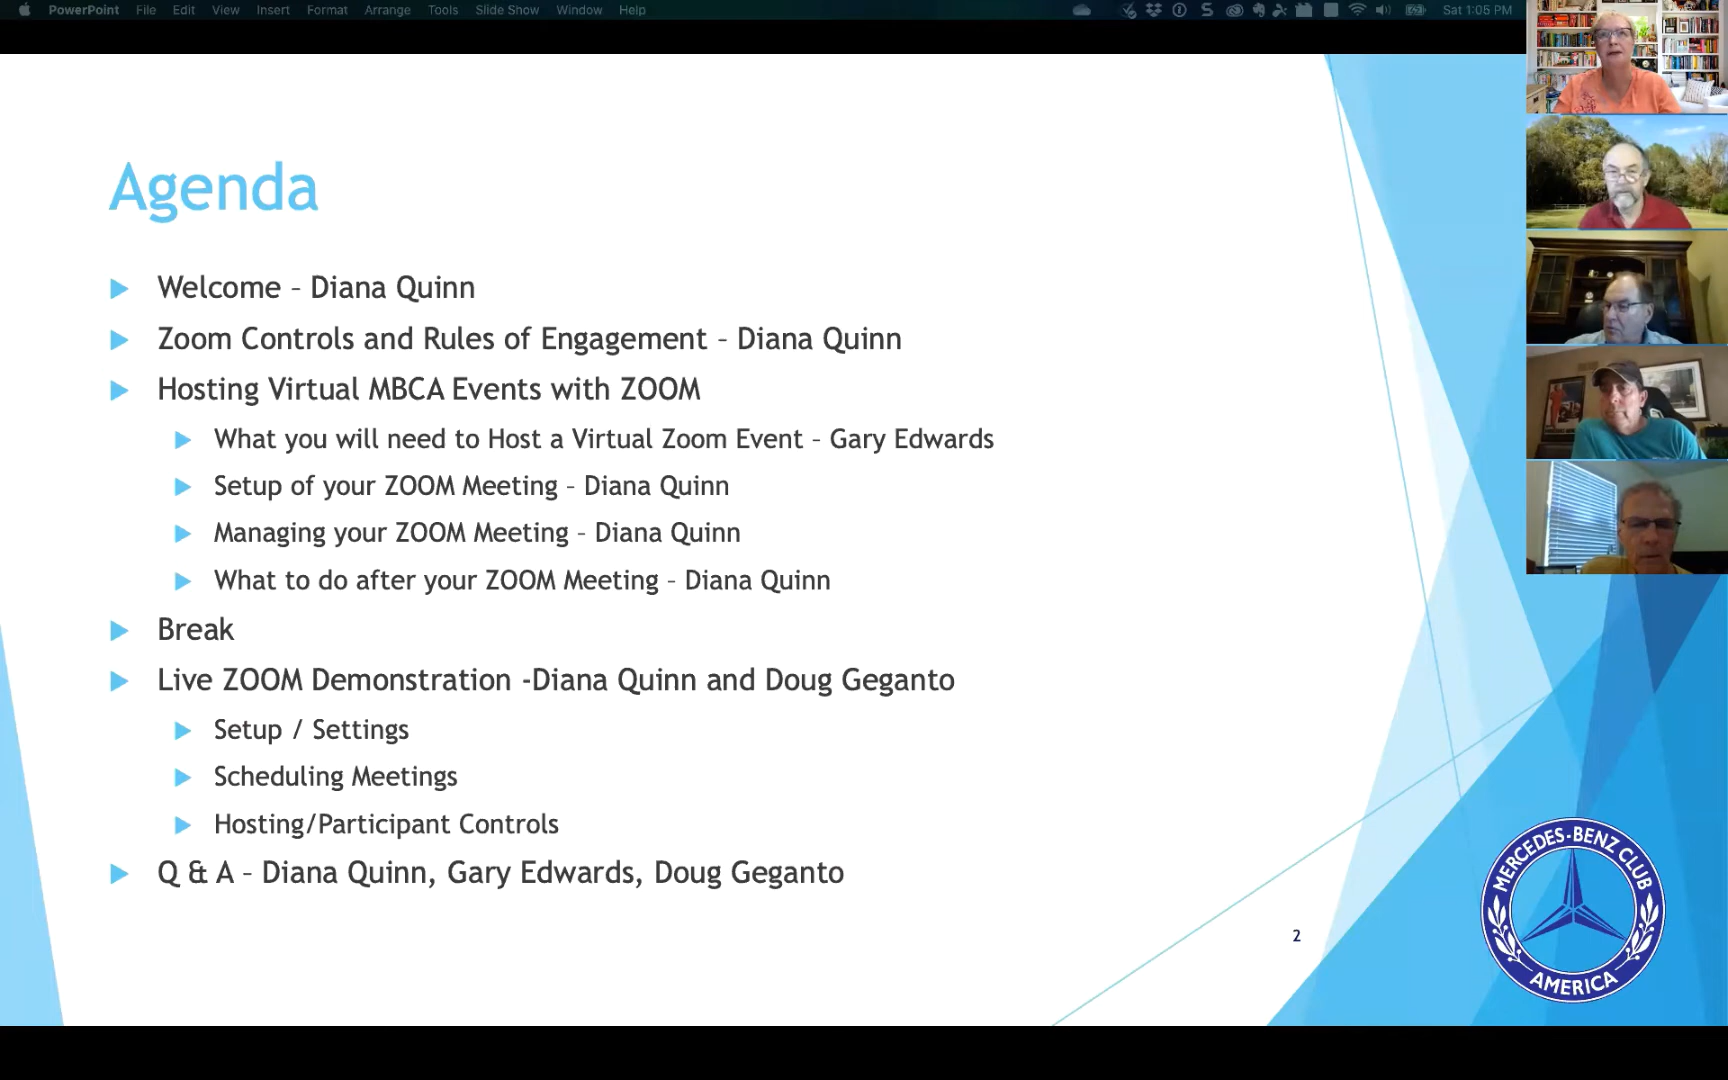 PowerPoint File Edit View Insert Format Arrange Tools Slide Show Window Help Sat 1:05 PM
Agenda
Welcome – Diana Quinn
Zoom Controls and Rules of Engagement – Diana Quinn
Hosting Virtual MBCA Events with ZOOM
What you will need to Host a Virtual Zoom Event – Gary Edwards
Setup of your ZOOM Meeting – Diana Quinn
Managing your ZOOM Meeting – Diana Quinn
What to do after your ZOOM Meeting – Diana Quinn
Break
Live ZOOM Demonstration -Diana Quinn and Doug Geganto
Setup / Settings
Scheduling Meetings
Hosting/Participant Controls
Q & A – Diana Quinn, Gary Edwards, Doug Geganto
2
MERCEDES-BENZ CLUB
AMERICA